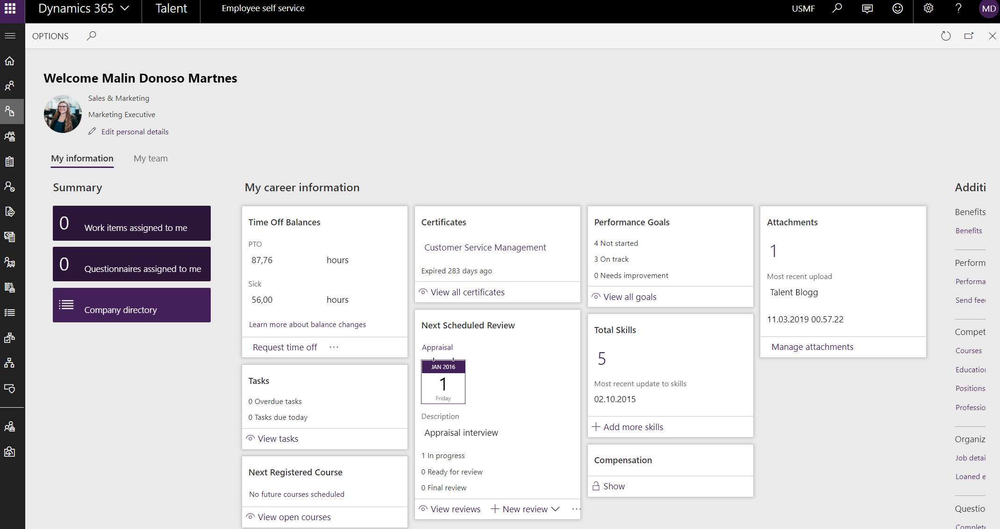 Dynamics 365
Talent
Employee self service
USMF
?
MD
OPTIONS
Welcome Malin Donoso Martnes
Sales & Marketing
Marketing Executive
Edit personal details
My information
My team
Summary
0 Work items assigned to me
0 Questionnaires assigned to me
Company directory
My career information
Time Off Balances
PTO
87,76 hours
Sick
56,00 hours
Learn more about balance changes
Request time off ...
Tasks
0 Overdue tasks
0 Tasks due today
View tasks
Next Registered Course
No future courses scheduled
View open courses
Certificates
Customer Service Management
Expired 283 days ago
View all certificates
Next Scheduled Review
Appraisal
JAN 2016
1
Friday
Description
Appraisal interview
1 In progress
0 Ready for review
0 Final review
View reviews + New review ...
Performance Goals
4 Not started
3 On track
0 Needs improvement
View all goals
Total Skills
5
Most recent update to skills
02.10.2015
+ Add more skills
Compensation
Show
Attachments
1
Most recent upload
Talent Blogg
11.03.2019 00.57.22
Manage attachments
Additi
Benefits
Benefits
Perform
Performa
Send fee
Compet
Courses
Education
Positions
Professio
Organiz
Job detai
Loaned e
Questio
Complete